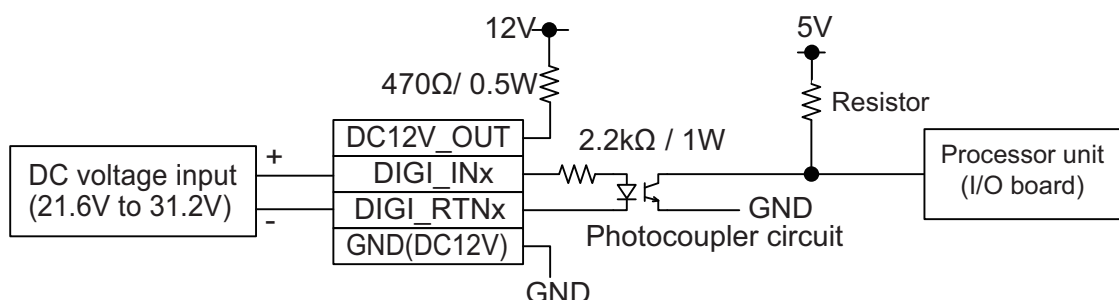 12V
5V
470Ω/ 0.5W
Resistor
DC12V_OUT
2.2kΩ / 1W
DC voltage input
(21.6V to 31.2V)
+
-
DIGI_INx
DIGI_RTNx
GND(DC12V)
GND
Photocoupler circuit
Processor unit
(I/O board)
GND